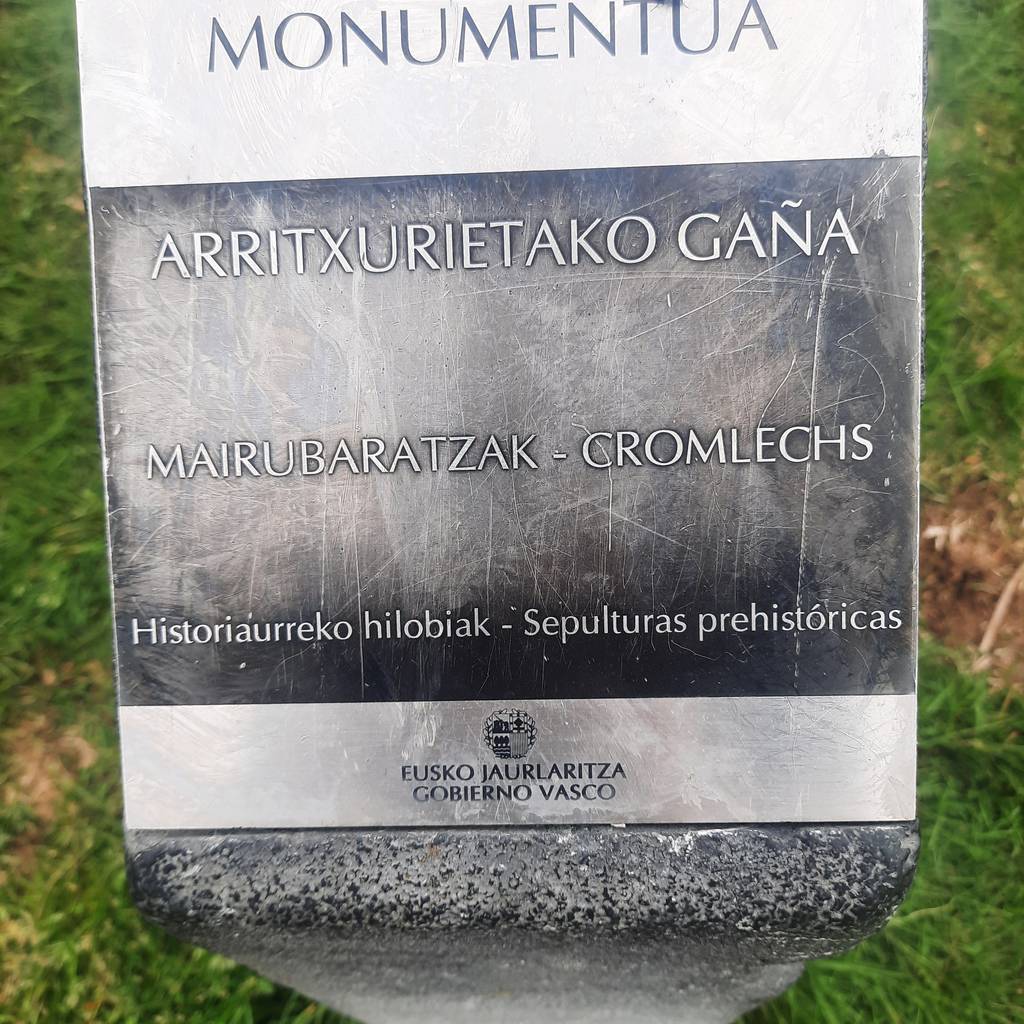 MONUMENTUA
ARRITXURIETAKO GAÑA
MAIRUBARATZAK - CROMLECHS
Historiaurreko hilobiak - Sepulturas prehistóricas
EUSKO JAURLARITZA
GOBIERNO VASCO